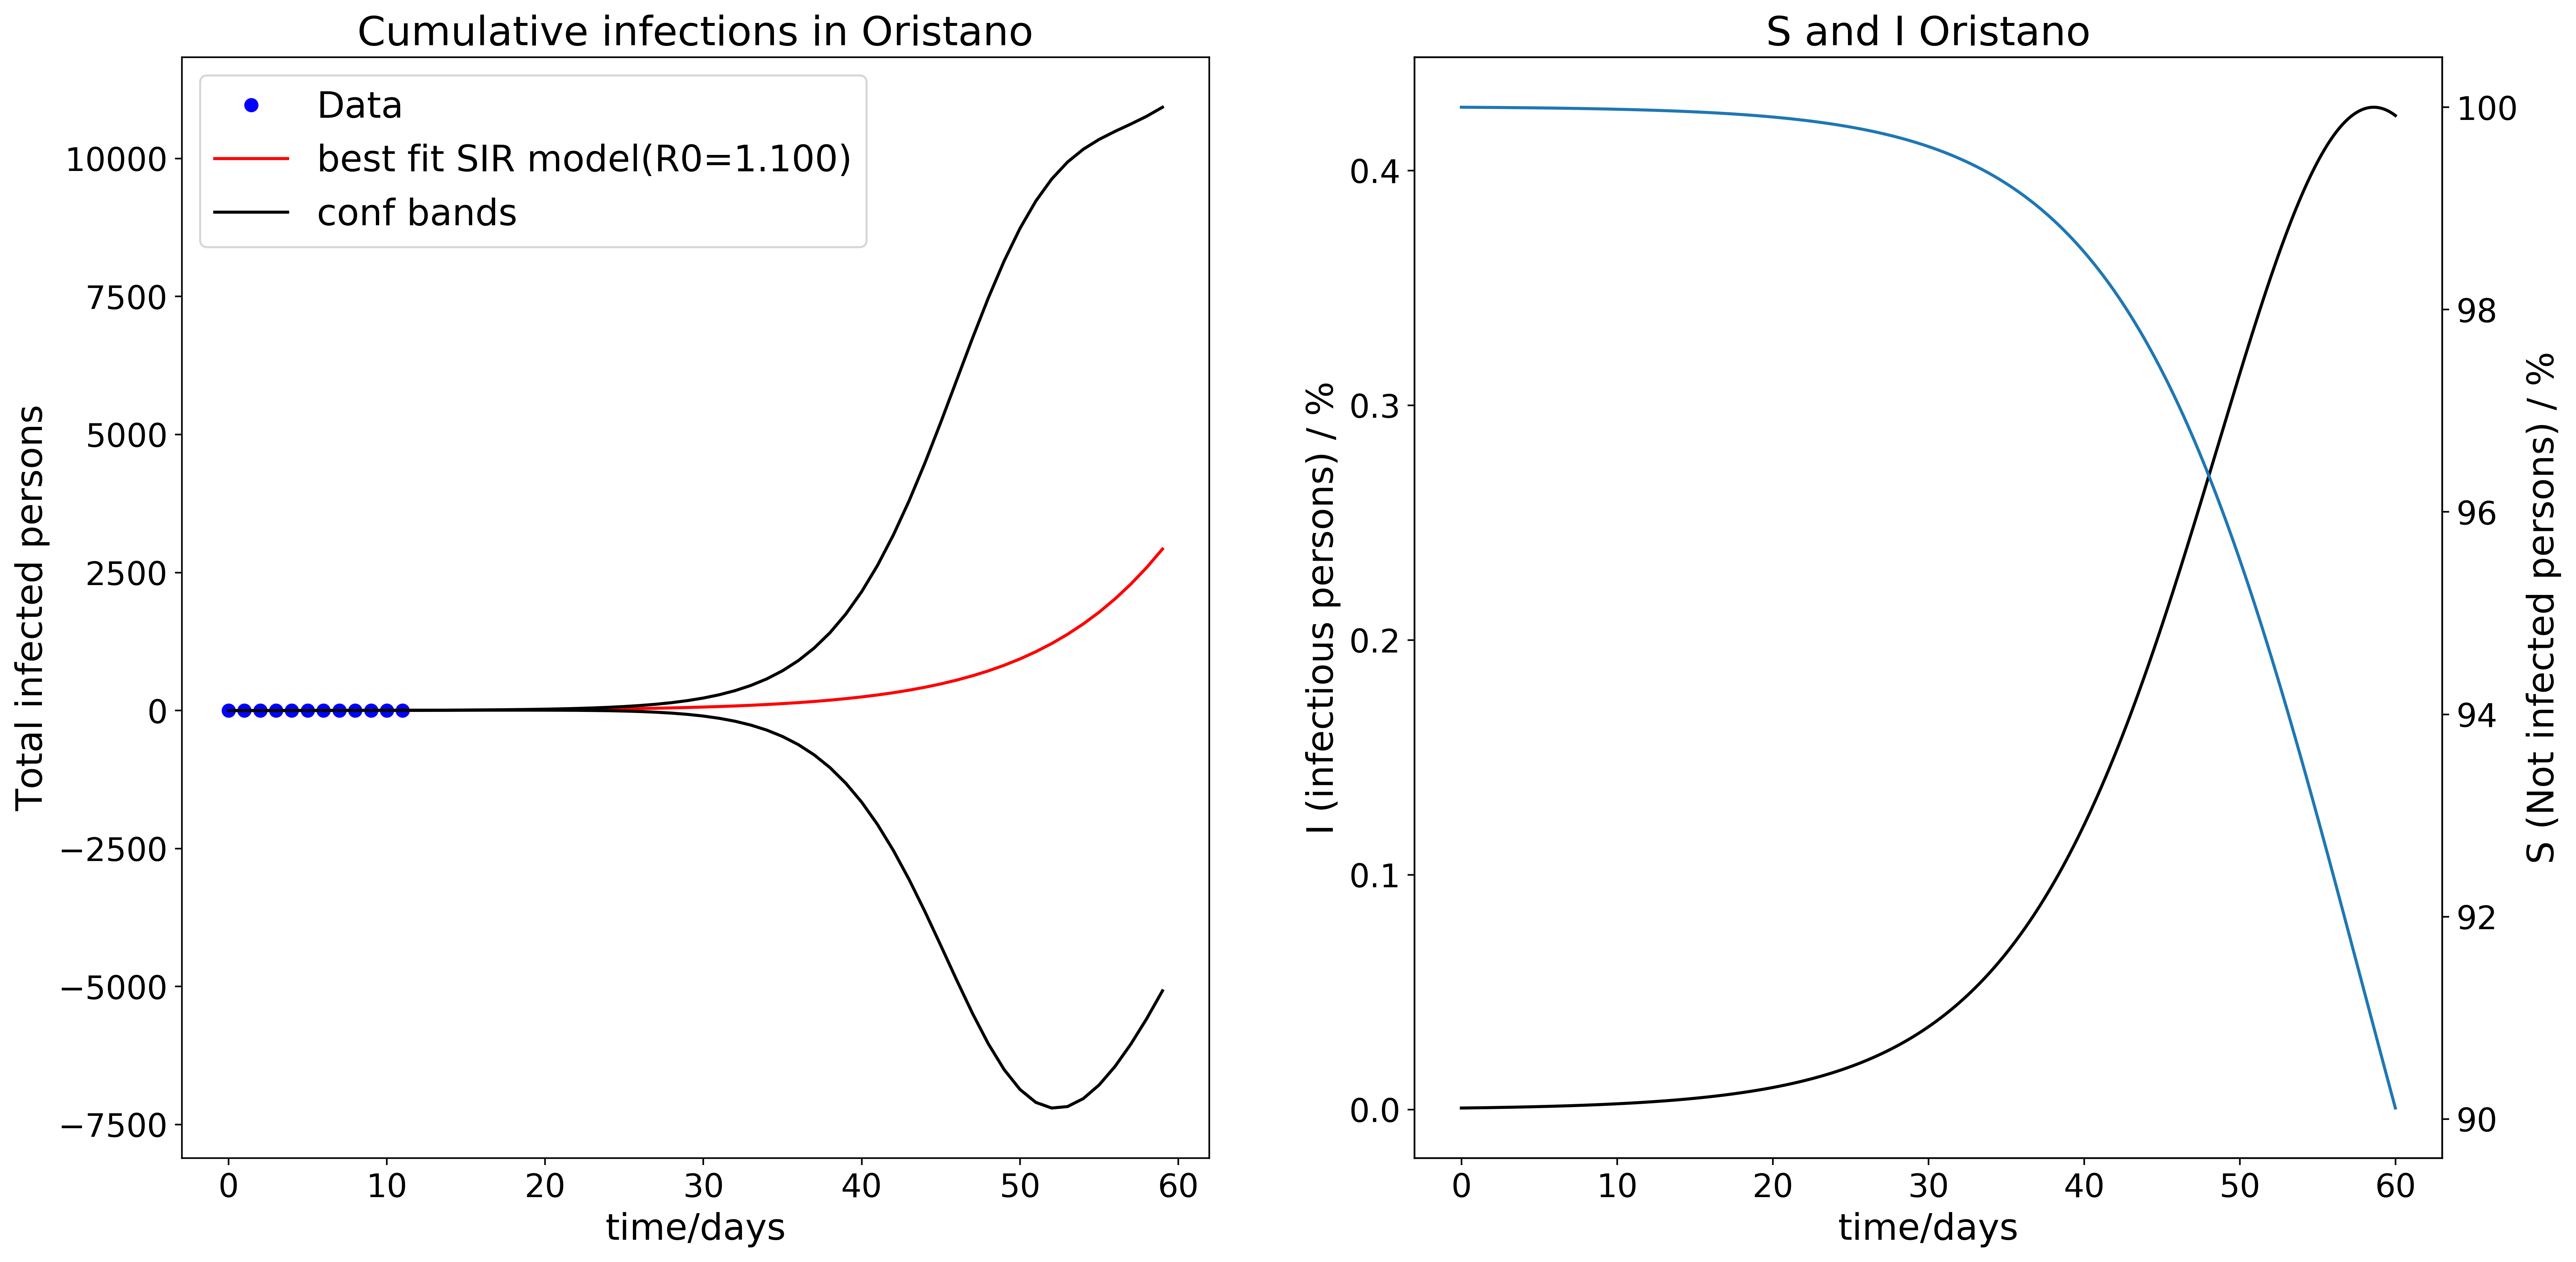 Cumulative infections in Oristano
Data
best fit SIR model(R0=1.100)
conf bands
Total infected persons
10000
7500
5000
2500
0
−2500
−5000
−7500
0 10 20 30 40 50 60
time/days
S and I Oristano
I (infectious persons) / %
0.4
0.3
0.2
0.1
0.0
100
98
96
94
92
90
S (Not infected persons) / %
0 10 20 30 40 50 60
time/days